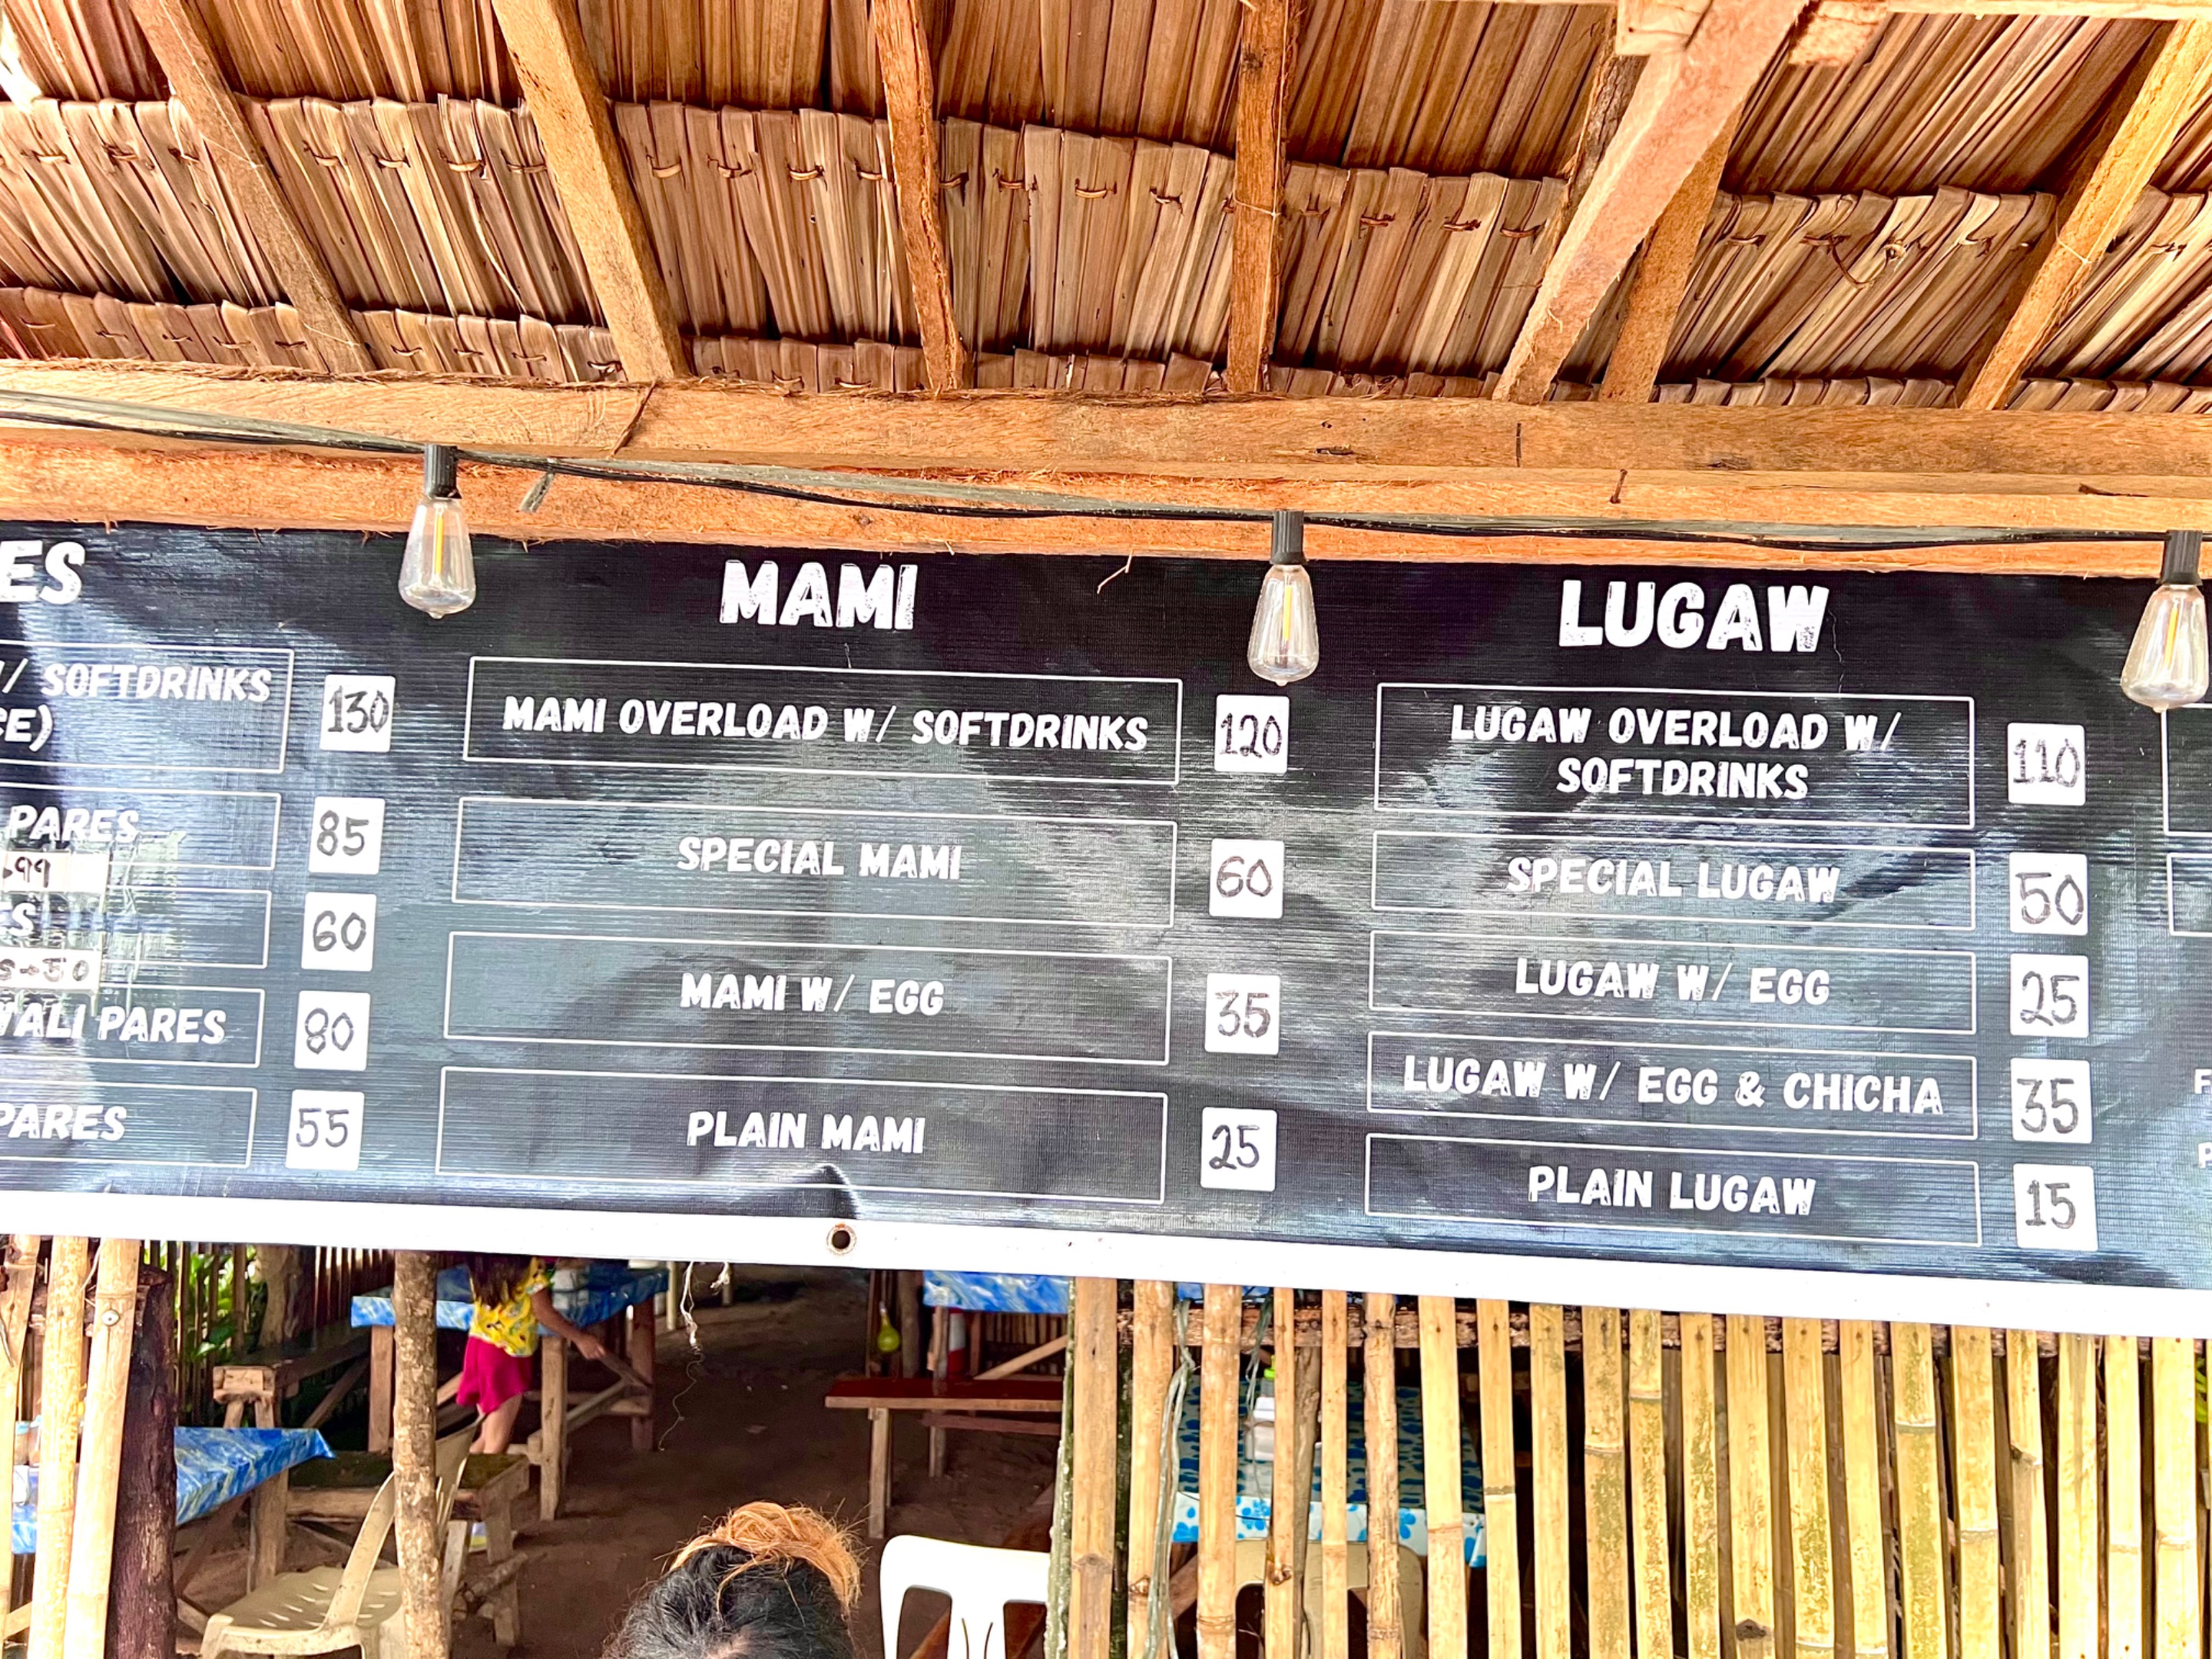 W/ SOFTDRINKS
130
PARES
85
60
PARES
80
PARES
55
MAMI
MAMI OVERLOAD W/ SOFTDRINKS
120
SPECIAL MAMI
60
MAMI W/ EGG
35
PLAIN MAMI
25
LUGAW
LUGAW OVERLOAD W/
SOFTDRINKS
110
SPECIAL LUGAW
50
LUGAW W/ EGG
25
LUGAW W/ EGG & CHICHA
35
PLAIN LUGAW
15